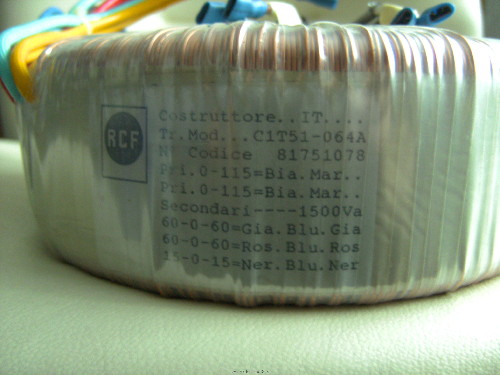 RCF
Costruttore..IT....
Tr.Mod...C1T51-064A
N° Codice 81751078
Pri.0-115=Bia.Mar..
Pri.0-115=Bia.Mar..
Secondari----1500Va
60-0-60=Gia.Blu.Gia
60-0-60=Ros.Blu.Ros
15-0-15=Ner.Blu.Ner